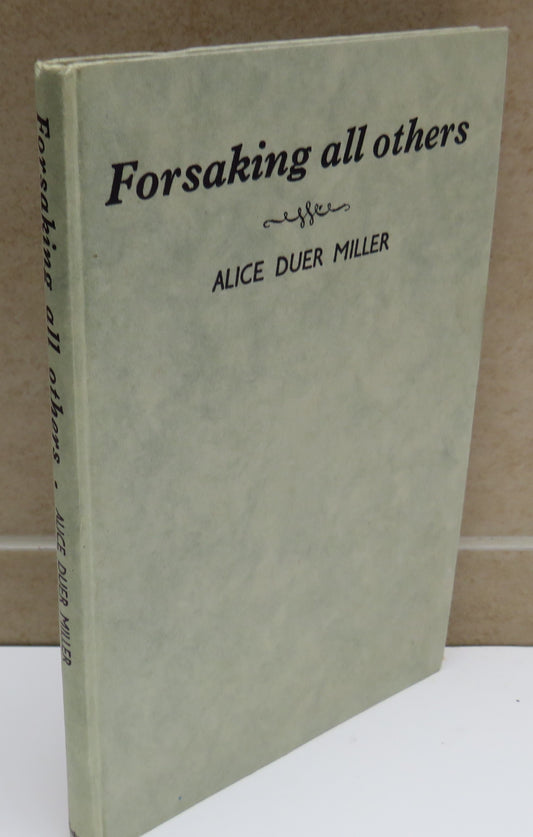 Forsaking all others
ALICE DUER MILLER
Forsaking all others · ALICE DUER MILLER